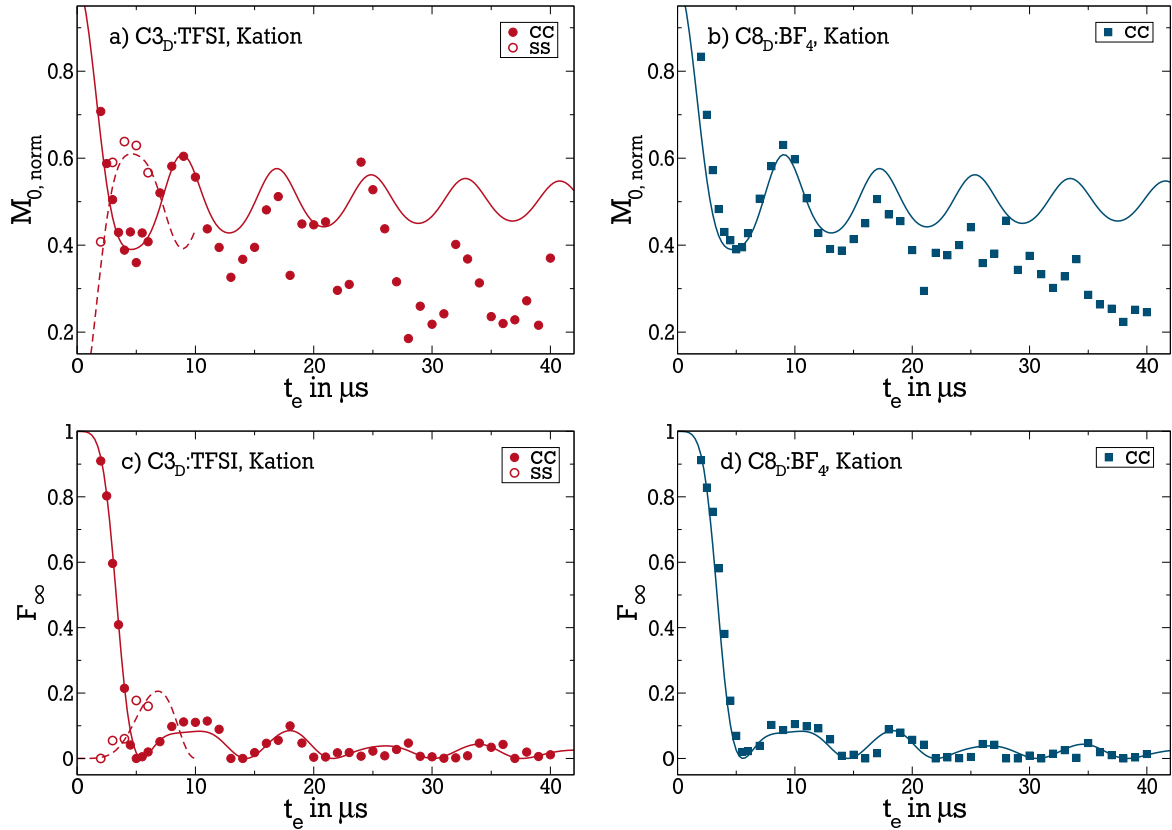 a) C3D:TFSI, Kation
CC
SS
M0, norm
0.8
0.6
0.4
0.2
0 10 20 30 40
te in μs
b) C8D:BF4, Kation
CC
M0, norm
0.8
0.6
0.4
0.2
0 10 20 30 40
te in μs
c) C3D:TFSI, Kation
CC
SS
F∞
1
0.8
0.6
0.4
0.2
0
0 10 20 30 40
te in μs
d) C8D:BF4, Kation
CC
F∞
1
0.8
0.6
0.4
0.2
0
0 10 20 30 40
te in μs